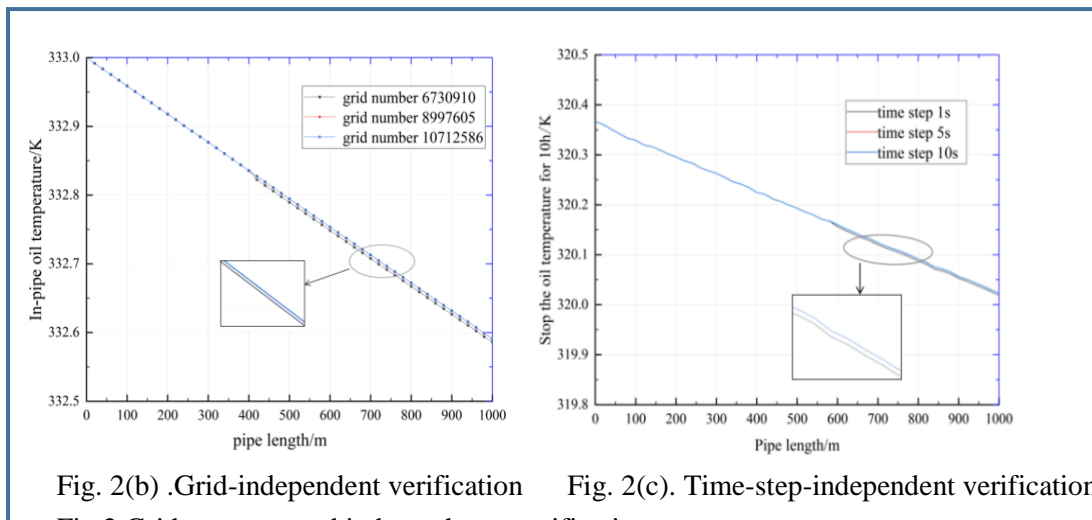 333.0
332.9
332.8
332.7
332.6
332.5
In-pipe oil temperature/K
grid number 6730910
grid number 8997605
grid number 10712586
0 100 200 300 400 500 600 700 800 900 1000
pipe length/m
320.5
320.4
320.3
320.2
320.1
320.0
319.9
319.8
Stop the oil temperature for 10h/K
time step 1s
time step 5s
time step 10s
0 100 200 300 400 500 600 700 800 900 1000
Pipe length/m
Fig. 2(b) .Grid-independent verification Fig. 2(c). Time-step-independent verification